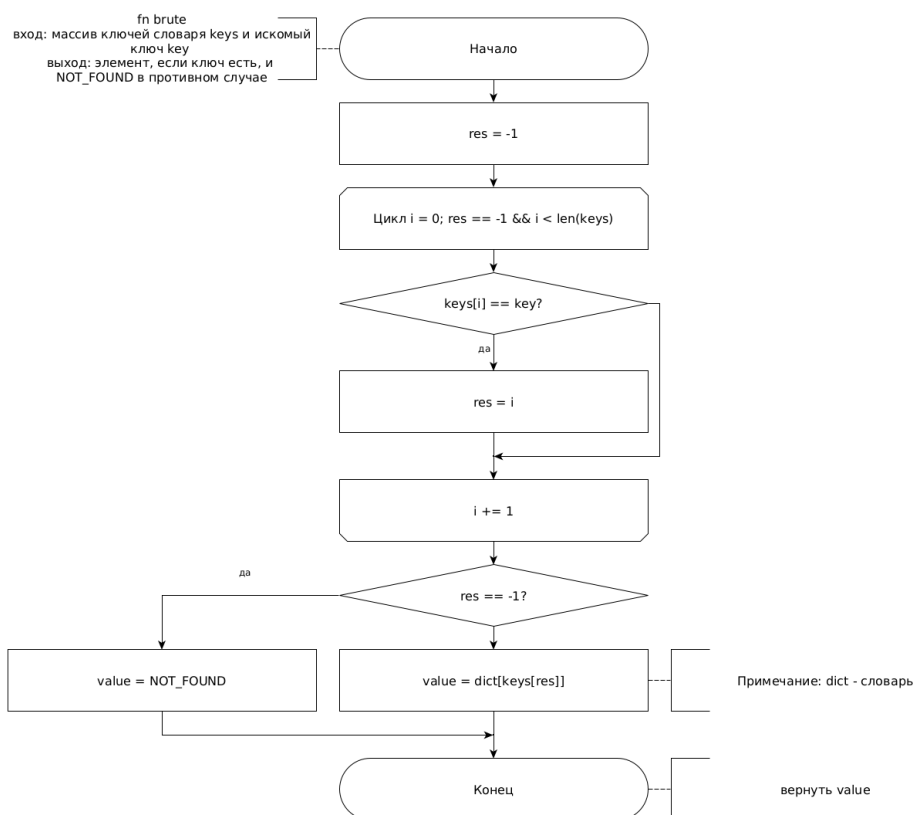 fn brute
вход: массив ключей словаря keys и искомый
ключ key
выход: элемент, если ключ есть, и
NOT_FOUND в противном случае
Начало
res = -1
Цикл i = 0; res == -1 && i < len(keys)
keys[i] == key?
да
res = i
i += 1
да
res == -1?
value = NOT_FOUND
value = dict[keys[res]]
Примечание: dict - словарь
Конец
вернуть value